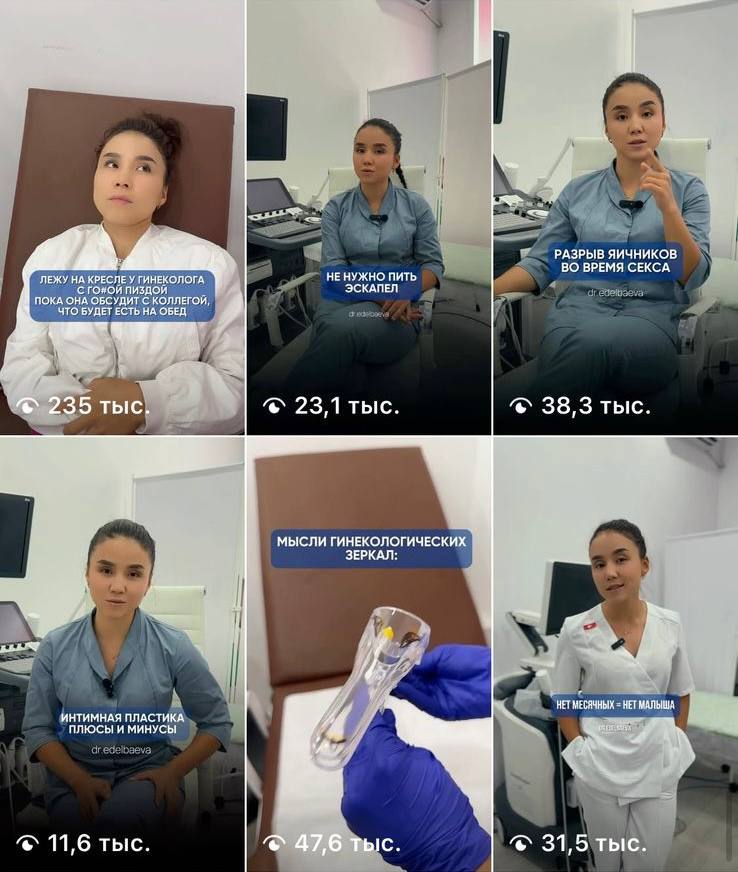 ЛЕЖУ НА КРЕСЛЕ У ГИНЕКОЛОГА
С ГО#ОЙ ПИЗДОЙ
ПОКА ОНА ОБСУДИТ С КОЛЛЕГОЙ,
ЧТО БУДЕТ ЕСТЬ НА ОБЕД
235 тыс.
НЕ НУЖНО ПИТЬ
ЭСКАПЕЛ
dr.edelbaeva
23,1 тыс.
РАЗРЫВ ЯИЧНИКОВ
ВО ВРЕМЯ СЕКСА
dr.edelbaeva
38,3 тыс.
ИНТИМНАЯ ПЛАСТИКА
ПЛЮСЫ И МИНУСЫ
dr.edelbaeva
11,6 тыс.
МЫСЛИ ГИНЕКОЛОГИЧЕСКИХ
ЗЕРКАЛ:
47,6 тыс.
НЕТ МЕСЯЧНЫХ = НЕТ МАЛЫША
DR.EDELBAEVA
31,5 тыс.